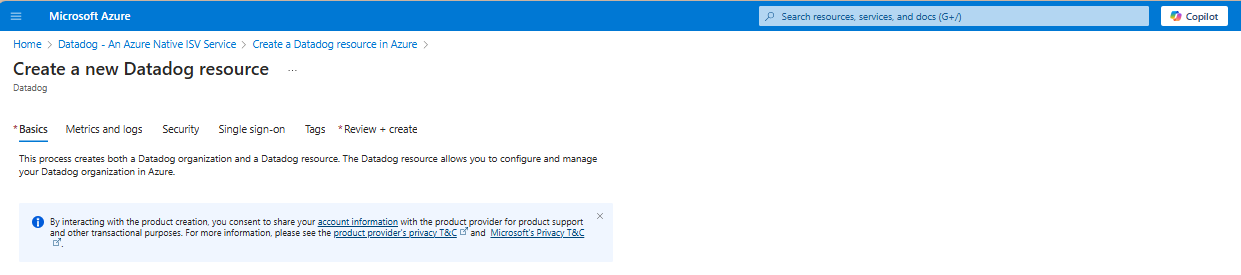 Microsoft Azure
Search resources, services, and docs (G+/)
Copilot
Home > Datadog - An Azure Native ISV Service > Create a Datadog resource in Azure >
Create a new Datadog resource ...
Datadog
*Basics Metrics and logs Security Single sign-on Tags *Review + create
This process creates both a Datadog organization and a Datadog resource. The Datadog resource allows you to configure and manage
your Datadog organization in Azure.
By interacting with the product creation, you consent to share your account information with the product provider for product support
and other transactional purposes. For more information, please see the product provider's privacy T&C and Microsoft's Privacy T&C
.